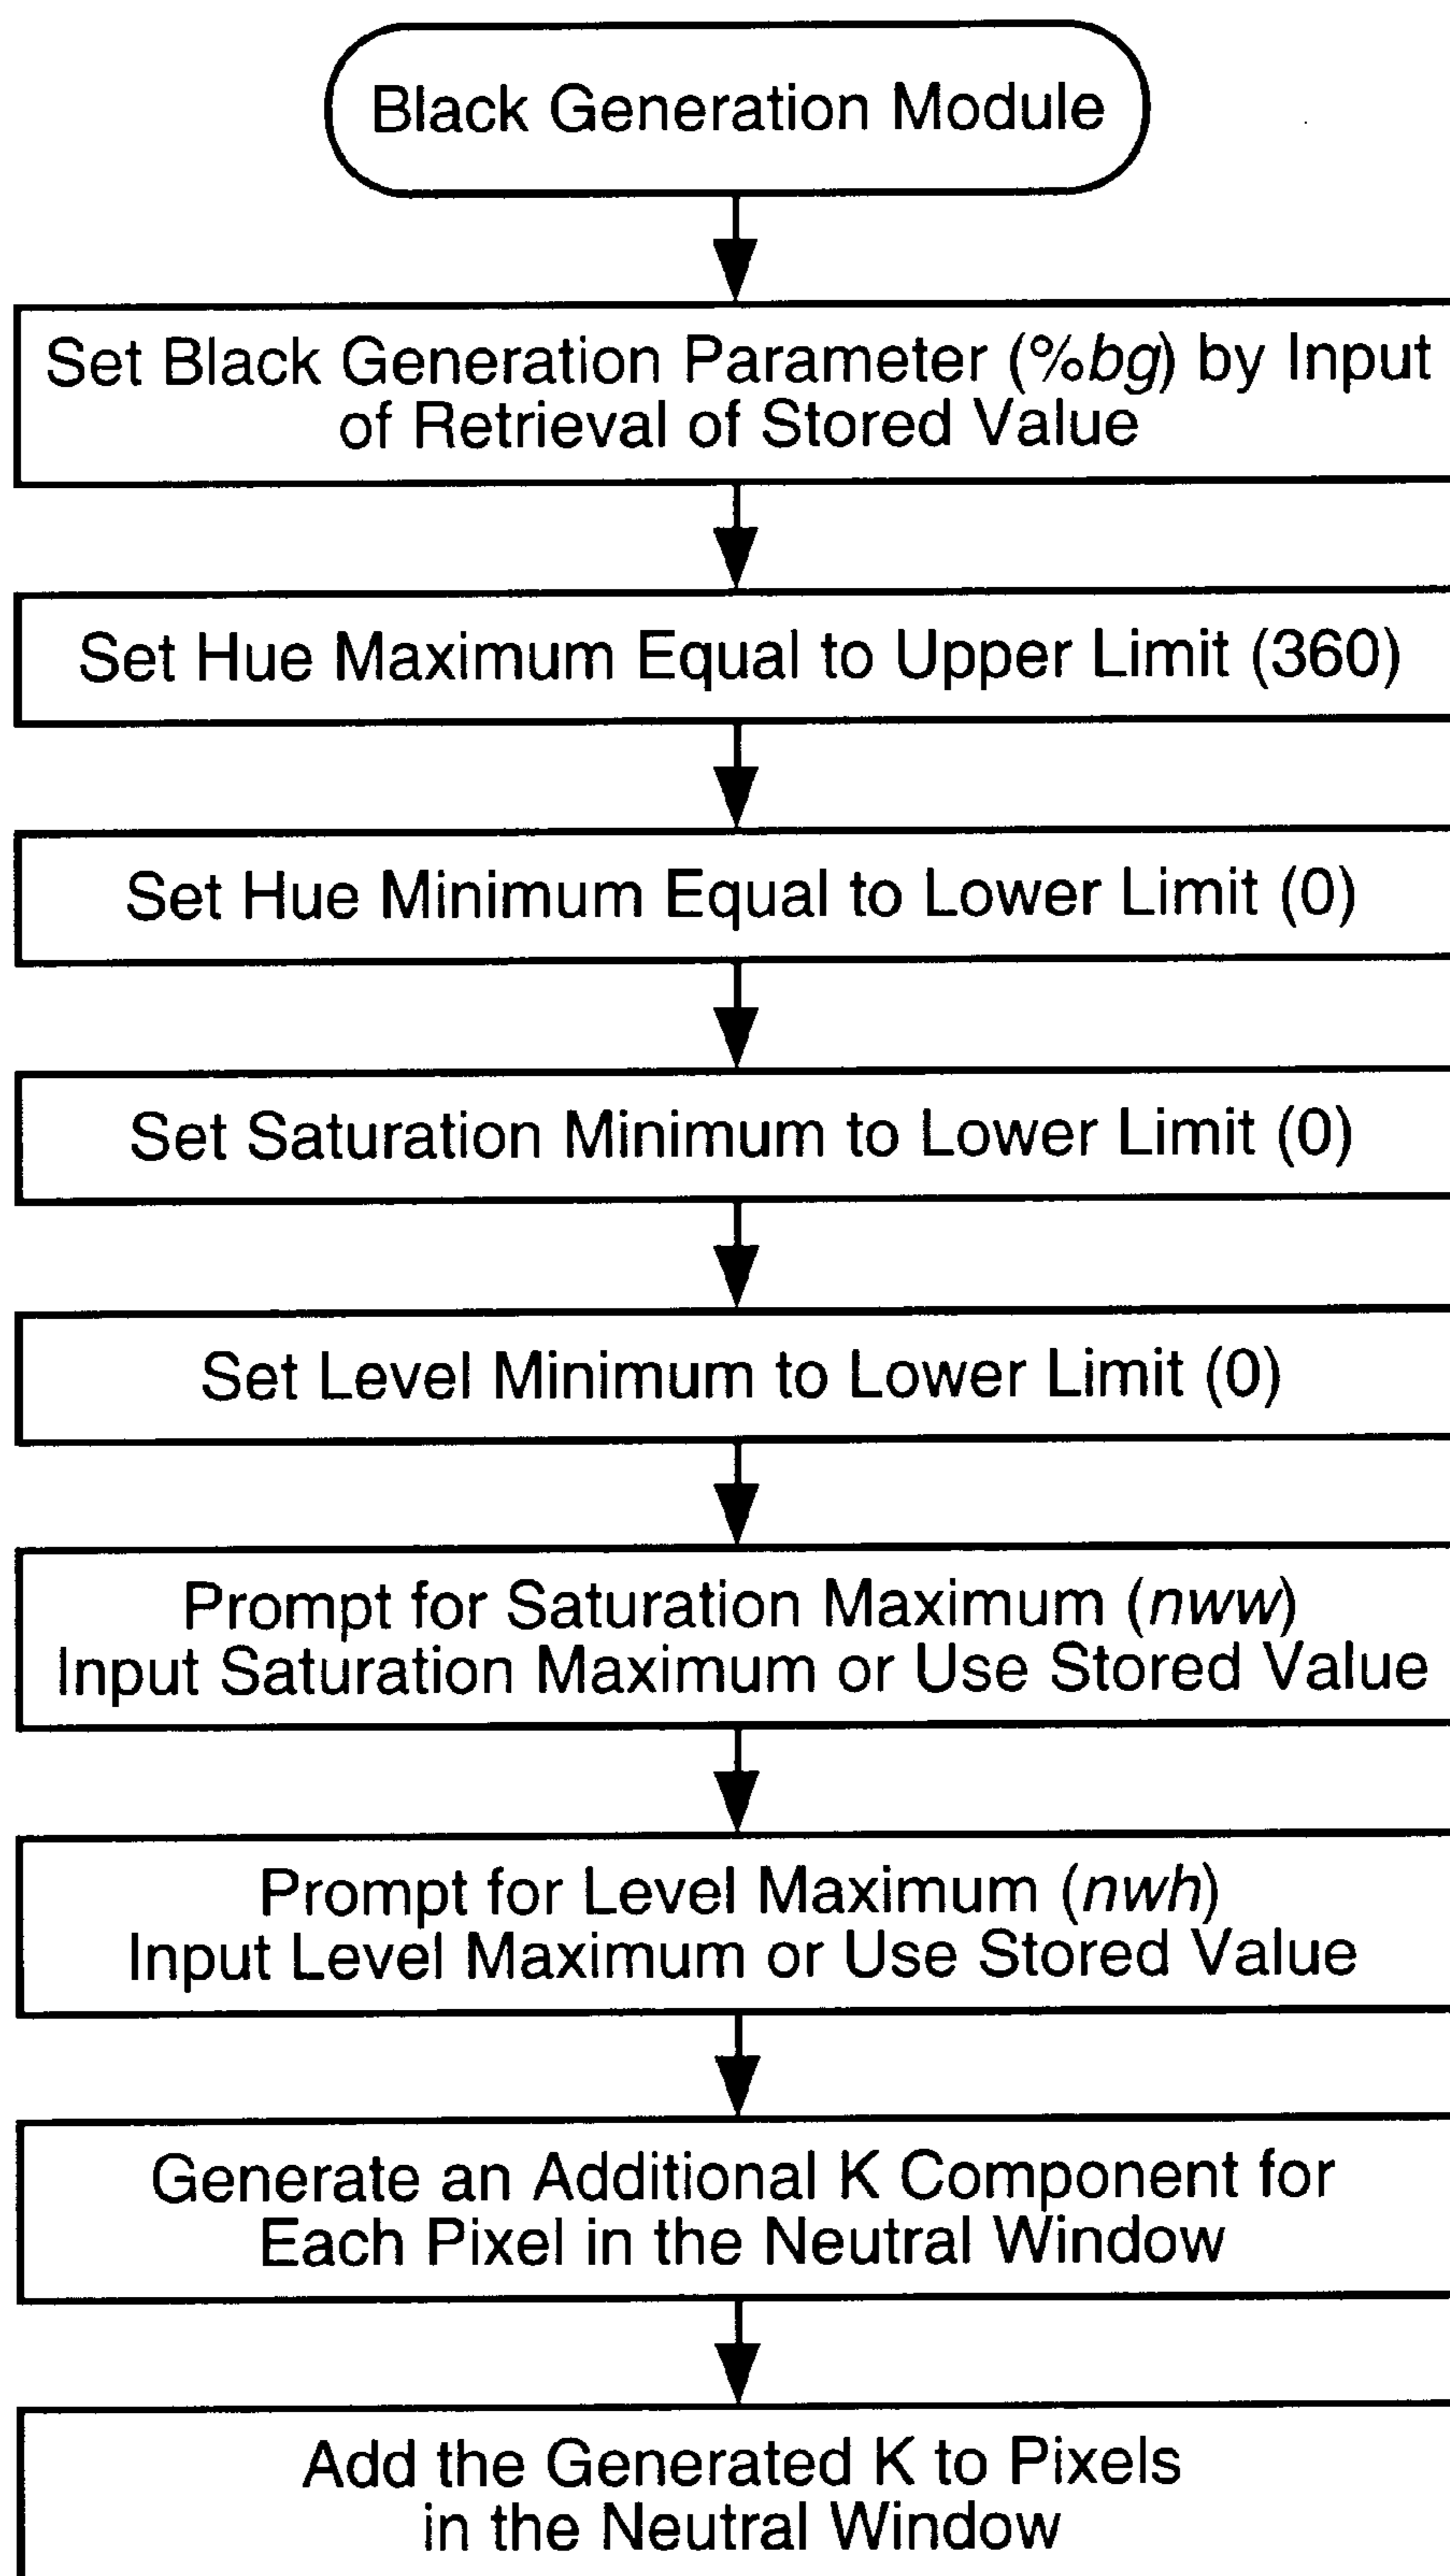 Black Generation Module
Set Black Generation Parameter (%bg) by Input
of Retrieval of Stored Value
Set Hue Maximum Equal to Upper Limit (360)
Set Hue Minimum Equal to Lower Limit (0)
Set Saturation Minimum to Lower Limit (0)
Set Level Minimum to Lower Limit (0)
Prompt for Saturation Maximum (nww)
Input Saturation Maximum or Use Stored Value
Prompt for Level Maximum (nwh)
Input Level Maximum or Use Stored Value
Generate an Additional K Component for
Each Pixel in the Neutral Window
Add the Generated K to Pixels
in the Neutral Window